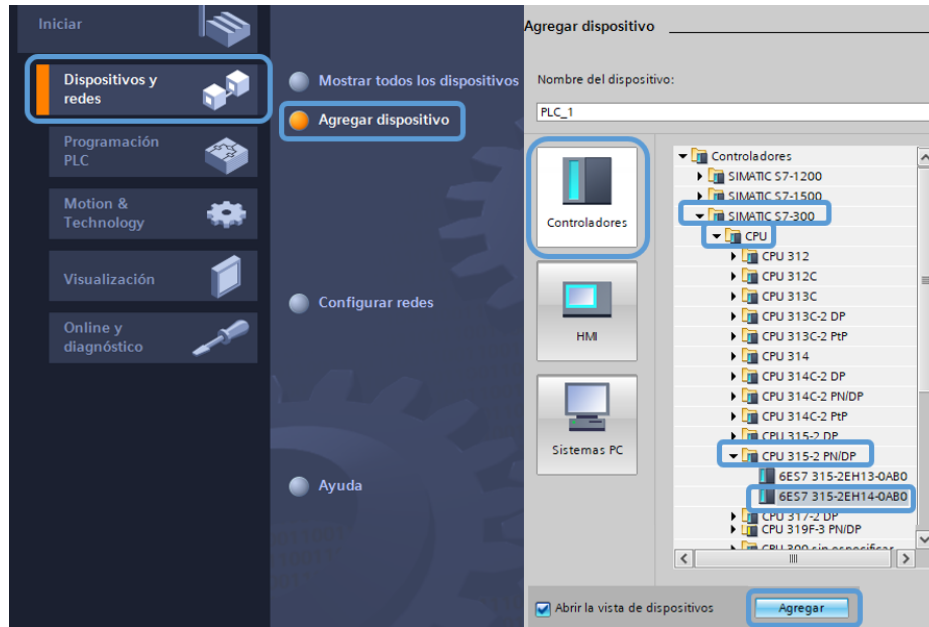 Iniciar
Dispositivos y
redes
Programación
PLC
Motion &
Technology
Visualización
Online y
diagnóstico
Mostrar todos los dispositivos
Agregar dispositivo
Configurar redes
Ayuda
Agregar dispositivo
Nombre del dispositivo:
PLC_1
Controladores
HMI
Sistemas PC
Controladores
SIMATIC S7-1200
SIMATIC S7-1500
SIMATIC S7-300
CPU
CPU 312
CPU 312C
CPU 313C
CPU 313C-2 DP
CPU 313C-2 PtP
CPU 314
CPU 314C-2 DP
CPU 314C-2 PN/DP
CPU 314C-2 PtP
CPU 315-2 DP
CPU 315-2 PN/DP
6ES7 315-2EH13-0AB0
6ES7 315-2EH14-0AB0
CPU 317-2 DP
CPU 319F-3 PN/DP
CPU 300 sin especificar
Abrir la vista de dispositivos
Agregar